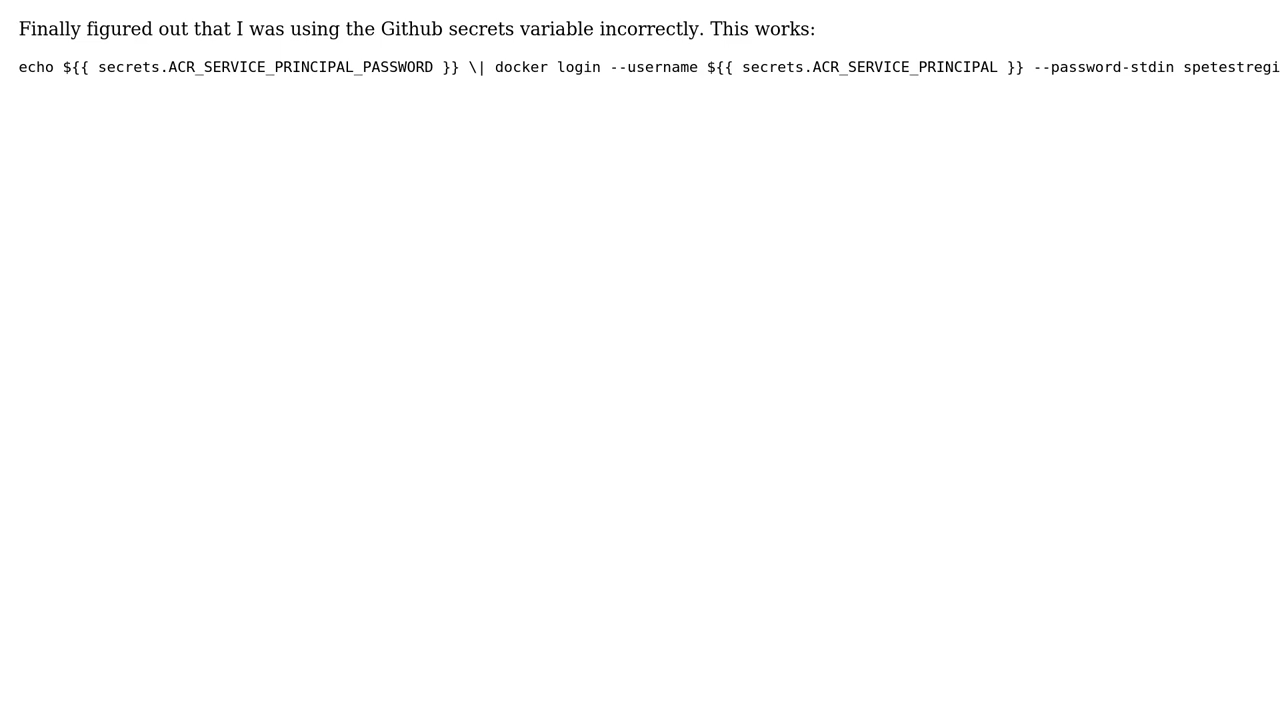 Finally figured out that I was using the Github secrets variable incorrectly. This works:
echo ${{ secrets.ACR_SERVICE_PRINCIPAL_PASSWORD }} \| docker login --username ${{ secrets.ACR_SERVICE_PRINCIPAL }} --password-stdin spetestregi